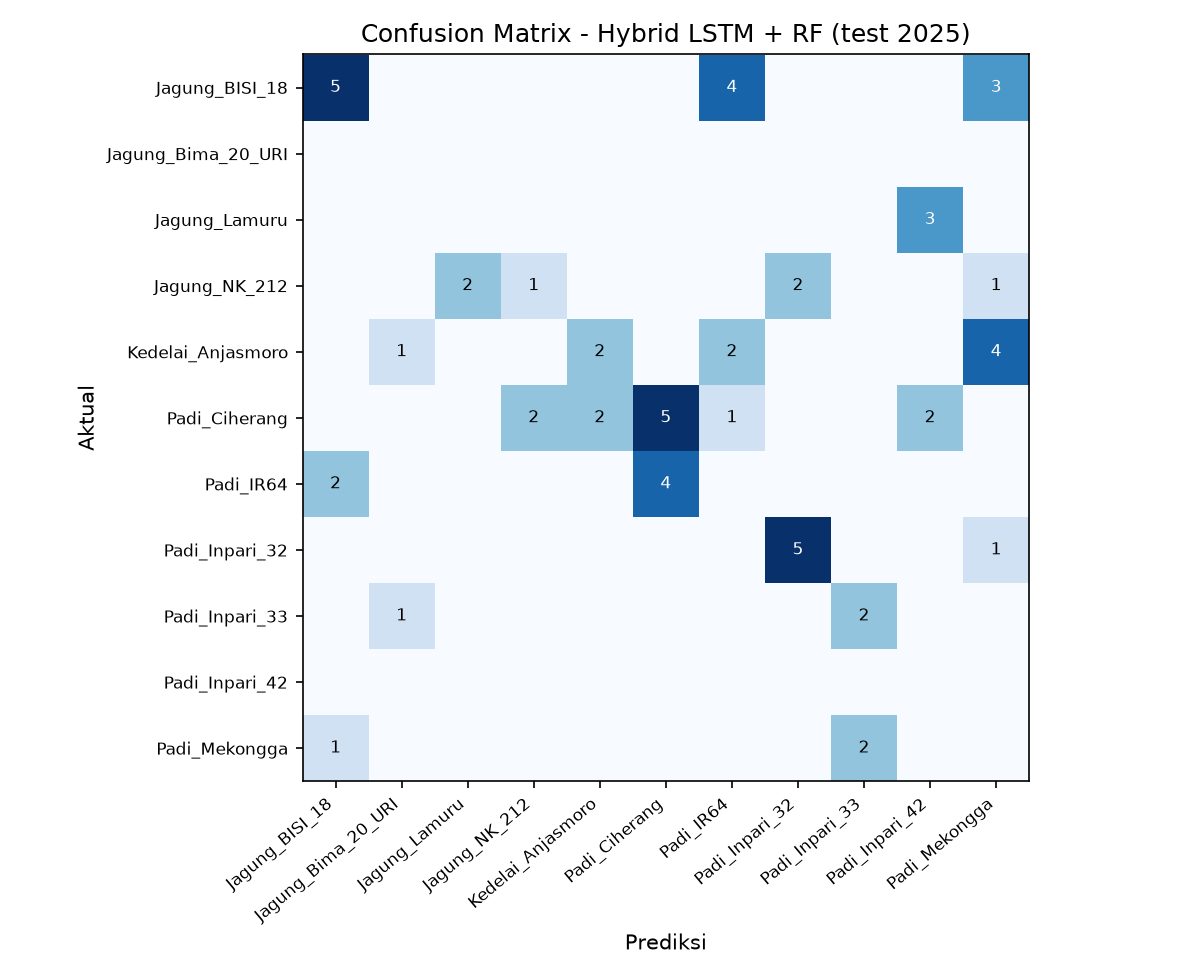 Confusion Matrix - Hybrid LSTM + RF (test 2025)
Jagung_BISI_18 5 4 3
Jagung_Bima_20_URI
Jagung_Lamuru 3
Jagung_NK_212 2 1 2 1
Kedelai_Anjasmoro 1 2 2 4
Padi_Ciherang 2 2 5 1 2
Padi_IR64 2 4
Padi_Inpari_32 5 1
Padi_Inpari_33 1 2
Padi_Inpari_42
Padi_Mekongga 1 2
Aktual
Jagung_BISI_18
Jagung_Bima_20_URI
Jagung_Lamuru
Jagung_NK_212
Kedelai_Anjasmoro
Padi_Ciherang
Padi_IR64
Padi_Inpari_32
Padi_Inpari_33
Padi_Inpari_42
Padi_Mekongga
Prediksi